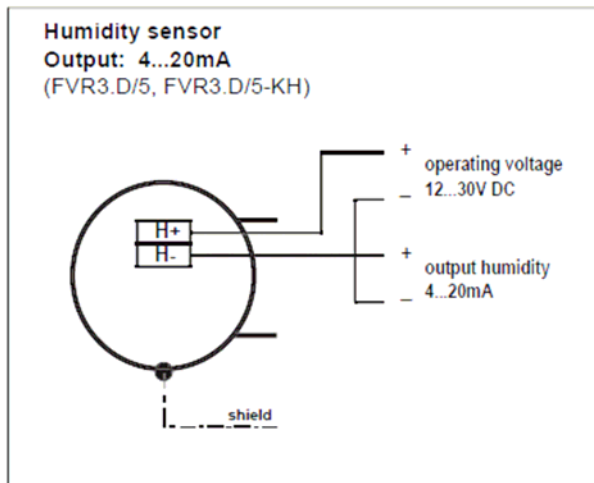 Humidity sensor
Output: 4...20mA
(FVR3.D/5, FVR3.D/5-KH)
+
operating voltage
− 12...30V DC
H+
H-
+
output humidity
− 4...20mA
shield